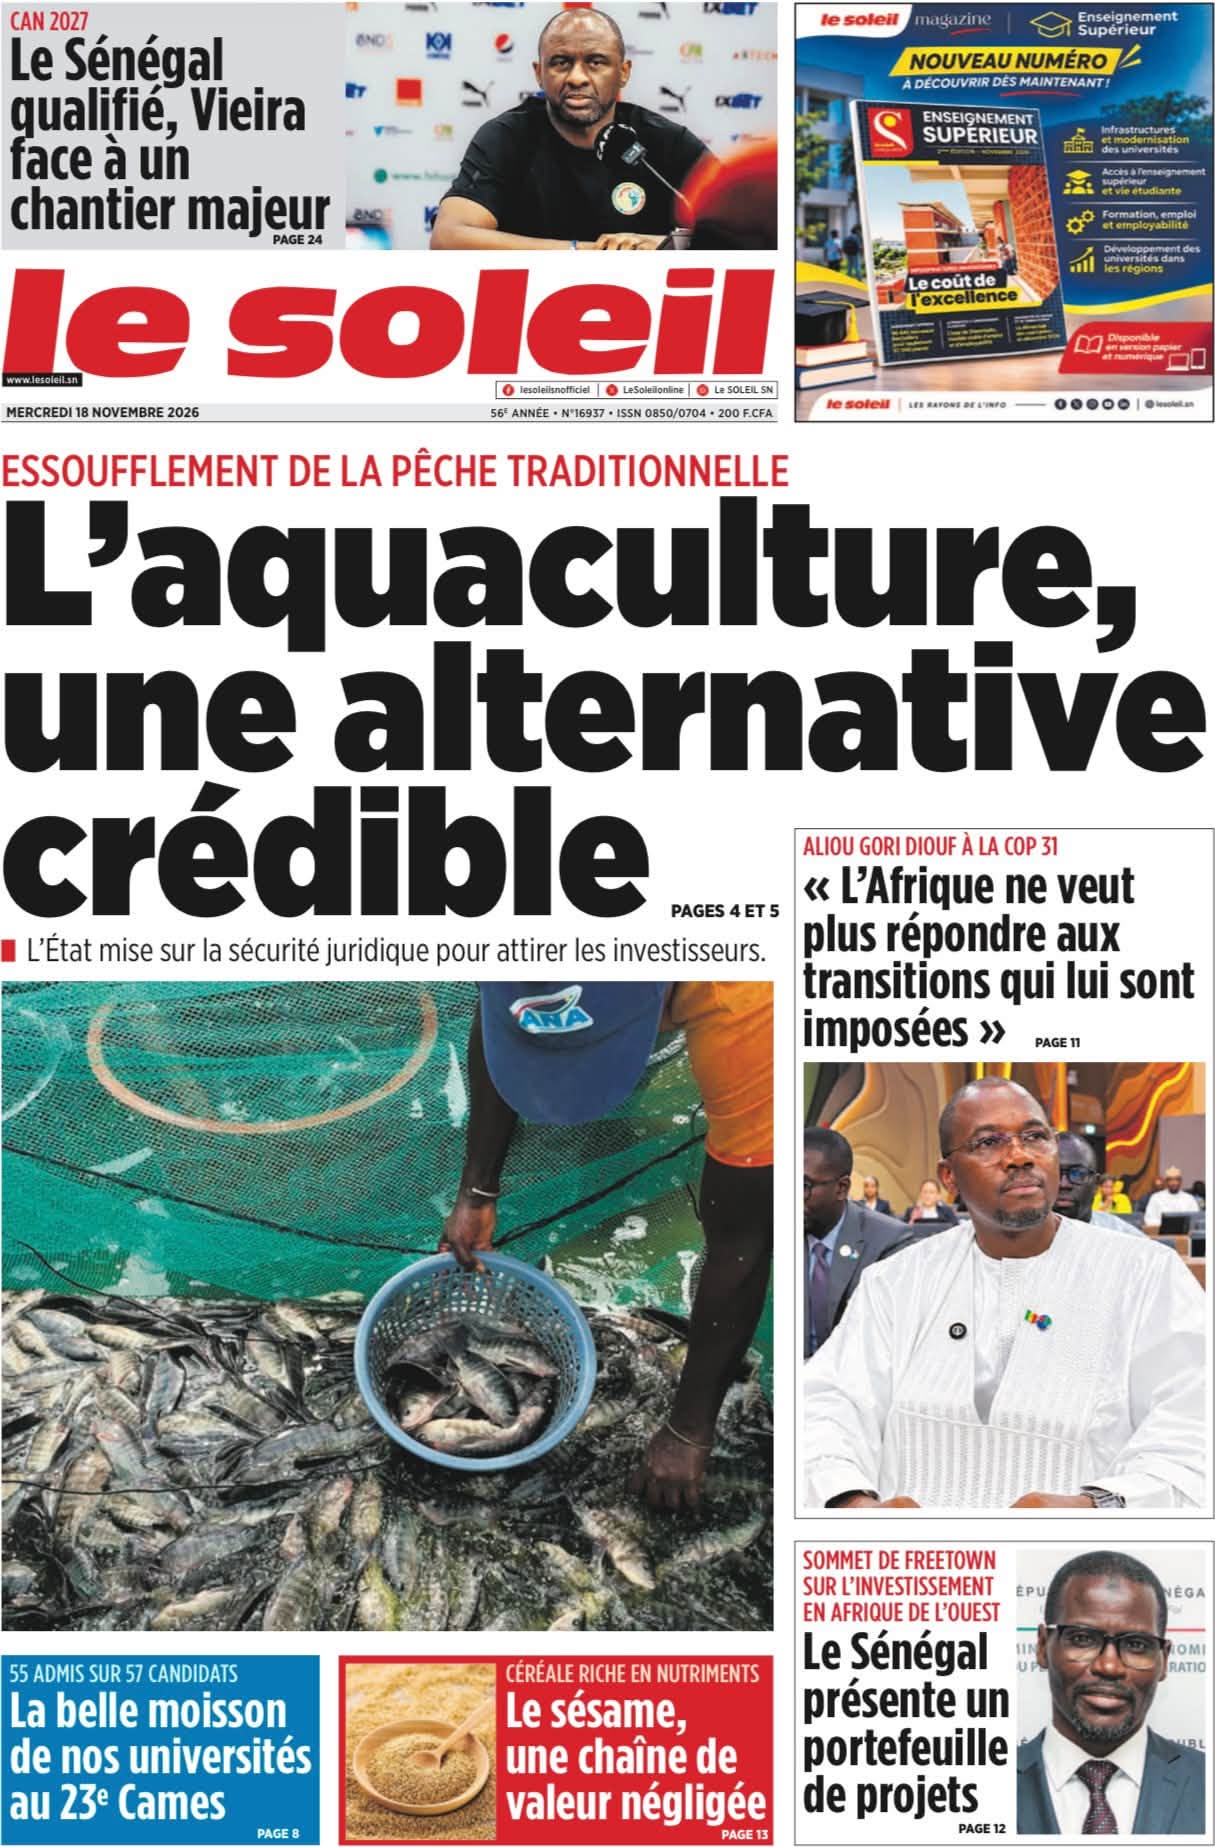 CAN 2027
Le Sénégal
qualifié, Vieira
face à un
chantier majeur
PAGE 24
le soleil
www.lesoleil.sn
lesoleilsnofficiel | LeSoleilonline | Le SOLEIL SN
MERCREDI 18 NOVEMBRE 2026
56E ANNÉE • N°16937 • ISSN 0850/0704 • 200 F.CFA
le soleil magazine | Enseignement
Supérieur
NOUVEAU NUMÉRO
À DÉCOUVRIR DÈS MAINTENANT !
ENSEIGNEMENT
SUPÉRIEUR
Le coût de
l'excellence
Infrastructures
et modernisation
des universités
Accès à l'enseignement
supérieur
et vie étudiante
Formation, emploi
et employabilité
Développement des
universités dans
les régions
Disponible
en version papier
et numérique
le soleil | LES RAYONS DE L'INFO
lesoleil.sn
ESSOUFFLEMENT DE LA PÊCHE TRADITIONNELLE
L'aquaculture,
une alternative
crédible
PAGES 4 ET 5
L'État mise sur la sécurité juridique pour attirer les investisseurs.
ANA
ALIOU GORI DIOUF À LA COP 31
« L'Afrique ne veut
plus répondre aux
transitions qui lui sont
imposées »
PAGE 11
SOMMET DE FREETOWN
SUR L'INVESTISSEMENT
EN AFRIQUE DE L'OUEST
Le Sénégal
présente un
portefeuille
de projets
PAGE 12
55 ADMIS SUR 57 CANDIDATS
La belle moisson
de nos universités
au 23e Cames
PAGE 8
CÉRÉALE RICHE EN NUTRIMENTS
Le sésame,
une chaîne de
valeur négligée
PAGE 13